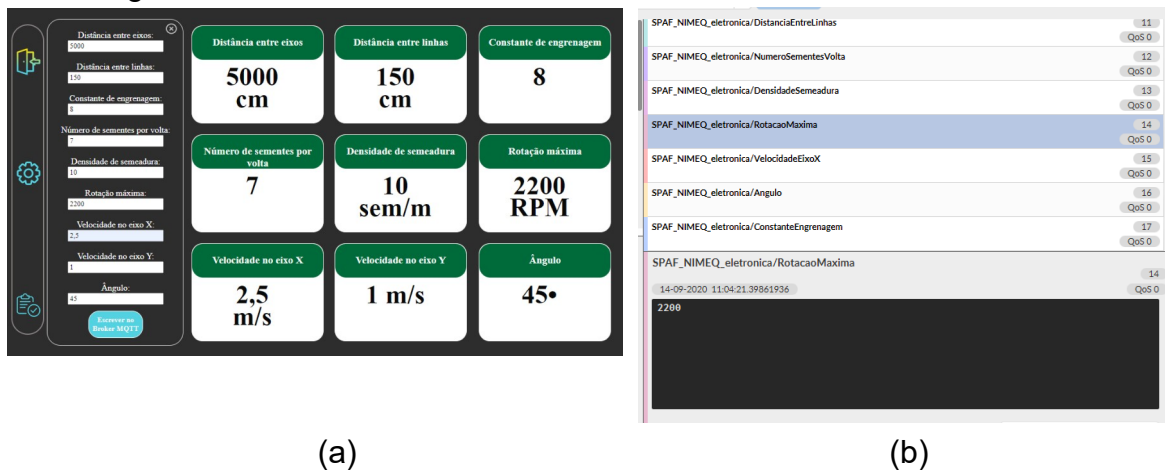 Distância entre eixos:
5000
Distância entre linhas:
150
Constante de engrenagem:
8
Número de sementes por volta:
7
Densidade de semeadura:
10
Rotação máxima:
2200
Velocidade no eixo X:
2,5
Velocidade no eixo Y:
1
Ângulo:
45
Escrever no
Broker MQTT
Distância entre eixos
5000
cm
Distância entre linhas
150
cm
Constante de engrenagem
8
Número de sementes por
volta
7
Densidade de semeadura
10
sem/m
Rotação máxima
2200
RPM
Velocidade no eixo X
2,5
m/s
Velocidade no eixo Y
1 m/s
Ângulo
45•
(a)
SPAF_NIMEQ_eletronica/DistanciaEntreLinhas 11
QoS 0
SPAF_NIMEQ_eletronica/NumeroSementesVolta 12
QoS 0
SPAF_NIMEQ_eletronica/DensidadeSemeadura 13
QoS 0
SPAF_NIMEQ_eletronica/RotacaoMaxima 14
QoS 0
SPAF_NIMEQ_eletronica/VelocidadeEixoX 15
QoS 0
SPAF_NIMEQ_eletronica/Angulo 16
QoS 0
SPAF_NIMEQ_eletronica/ConstanteEngrenagem 17
QoS 0
SPAF_NIMEQ_eletronica/RotacaoMaxima
14
14-09-2020 11:04:21.39861936 QoS 0
2200
(b)